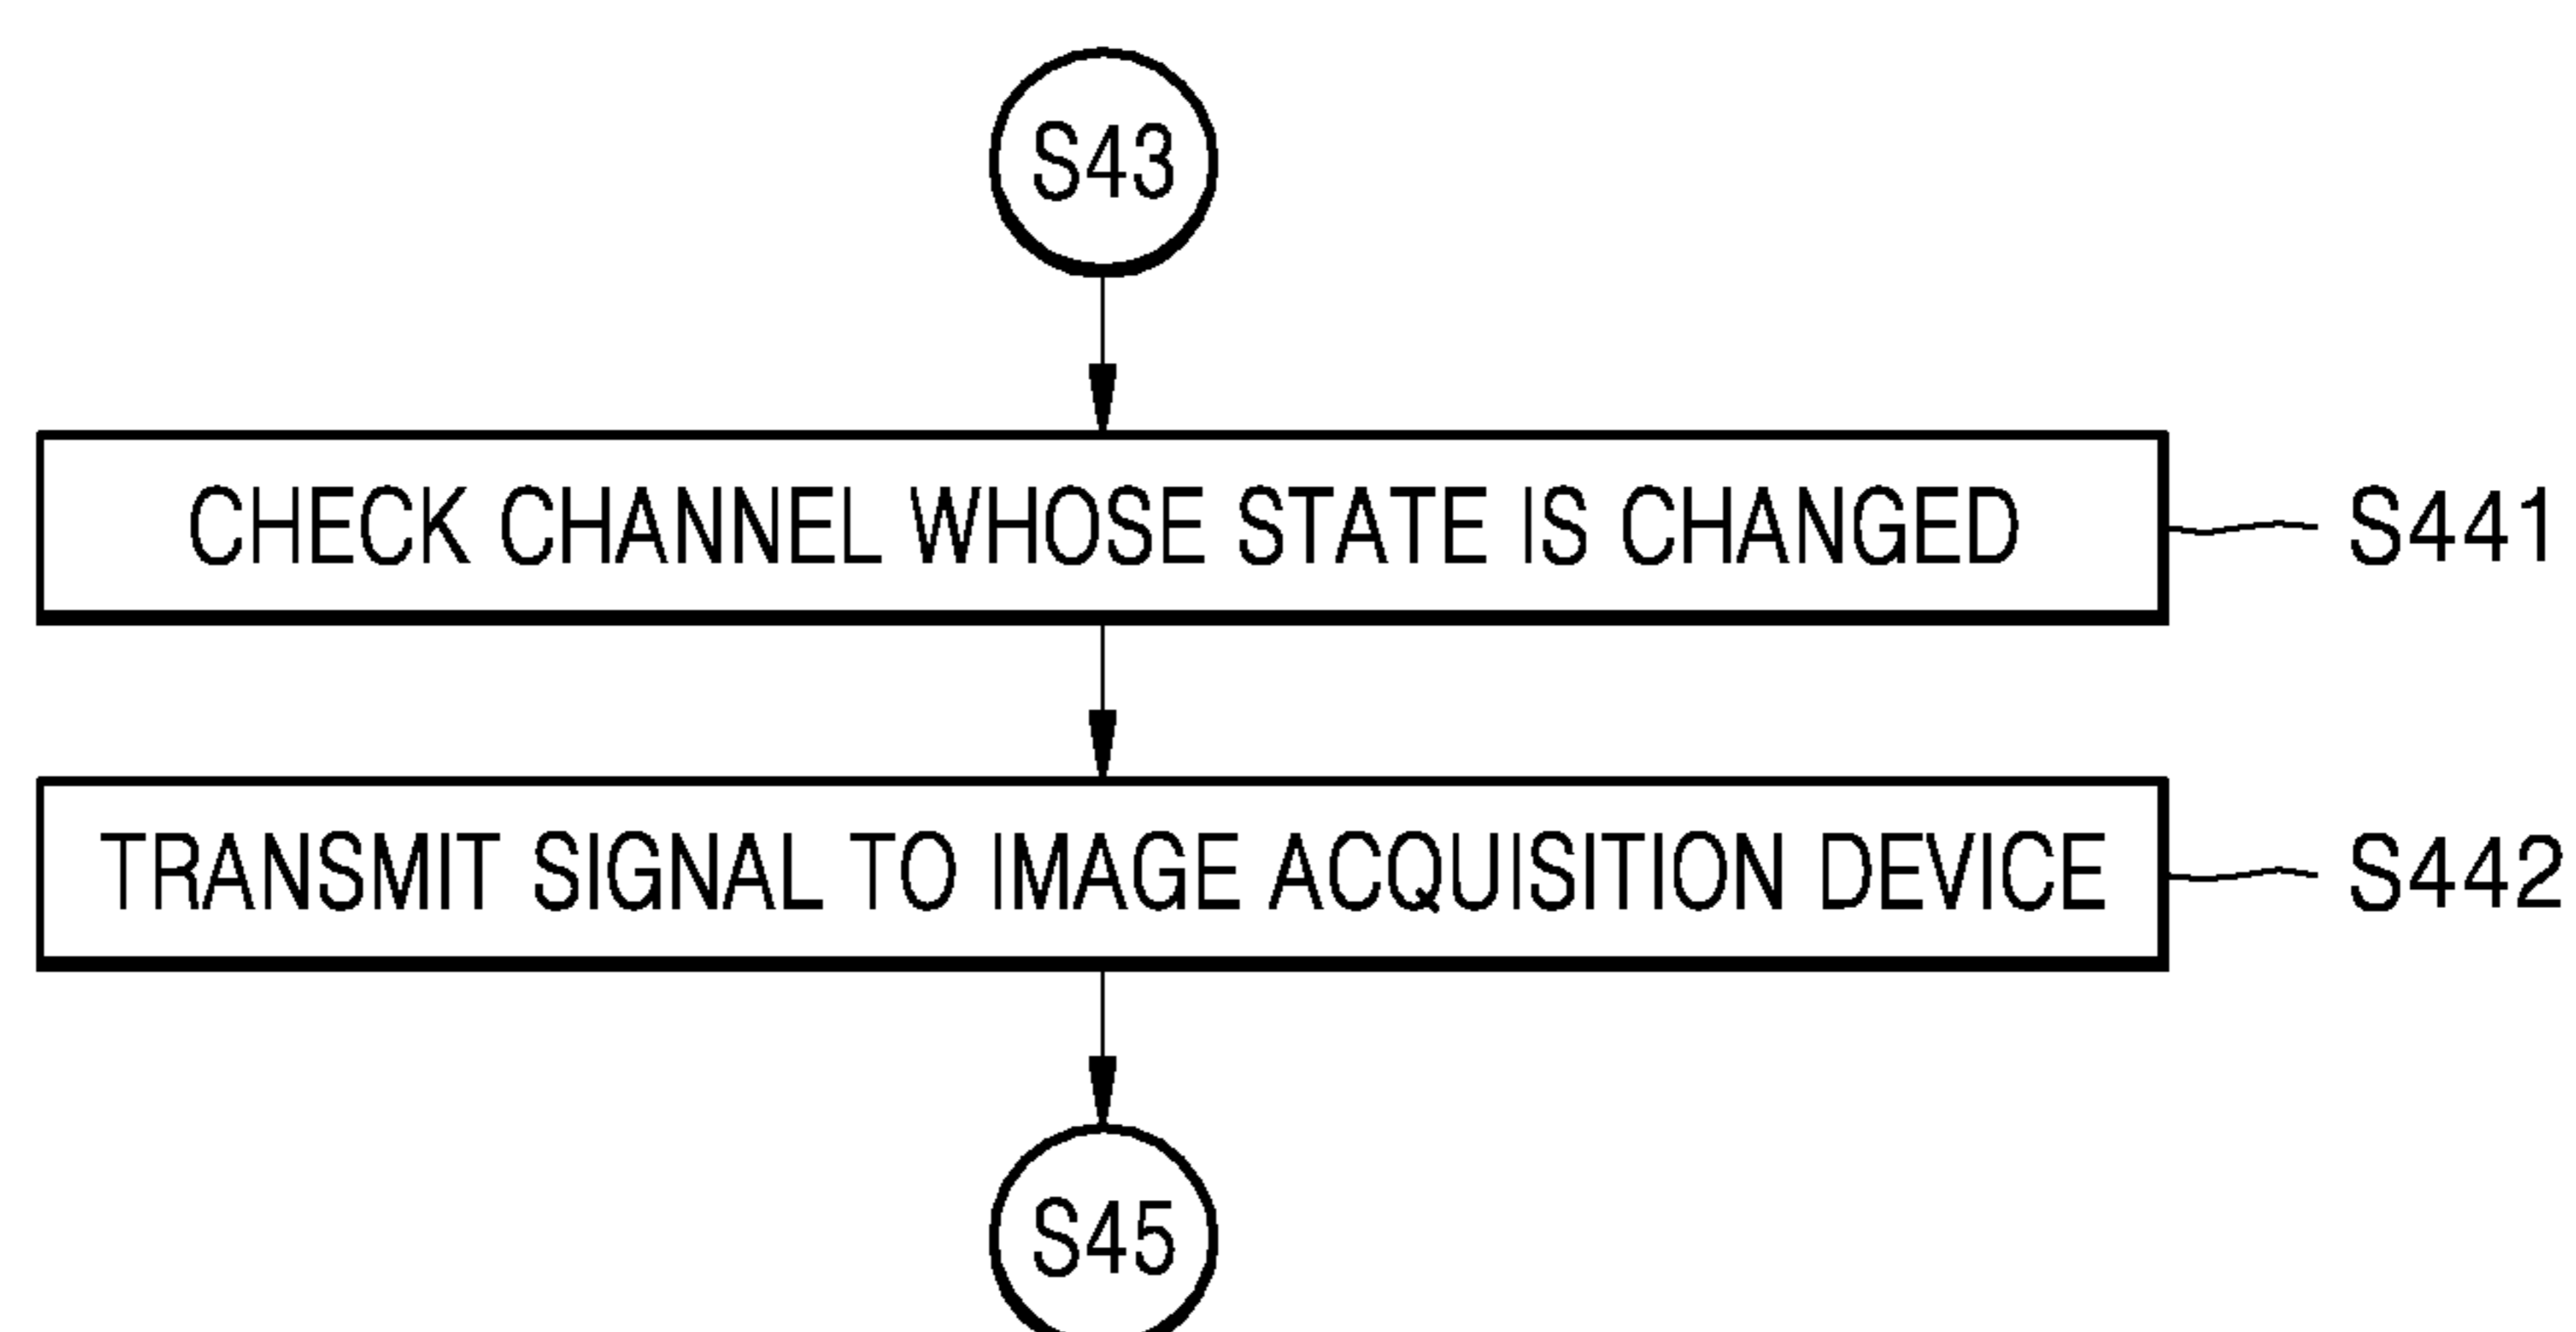 S43
CHECK CHANNEL WHOSE STATE IS CHANGED S441
TRANSMIT SIGNAL TO IMAGE ACQUISITION DEVICE S442
S45